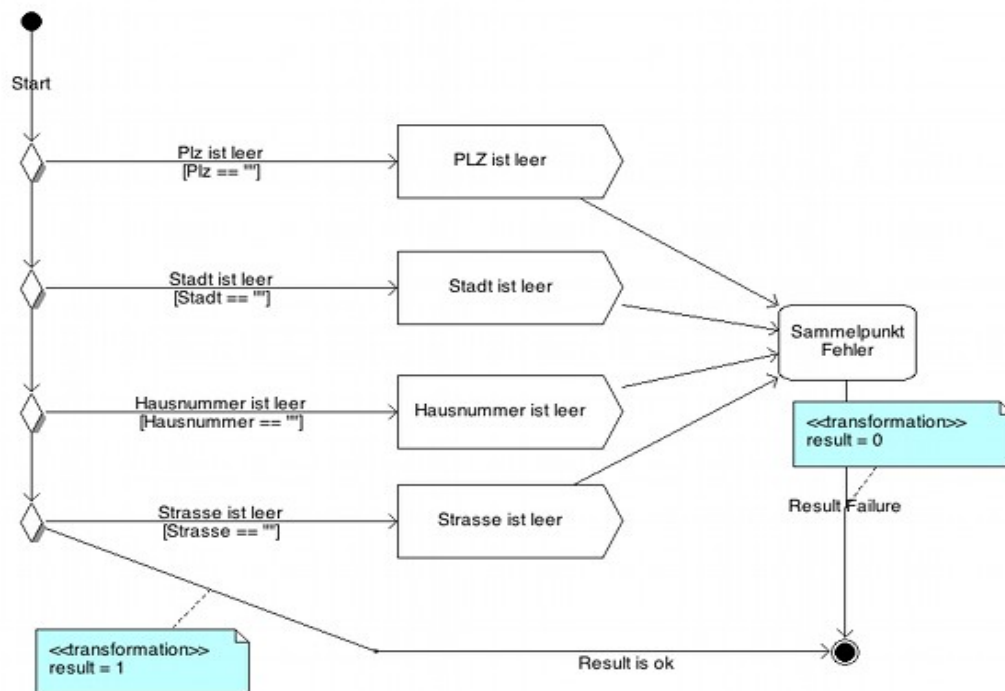 Start
Plz ist leer
[Plz == ""]
PLZ ist leer
Stadt ist leer
[Stadt == ""]
Stadt ist leer
Sammelpunkt
Fehler
Hausnummer ist leer
[Hausnummer == ""]
Hausnummer ist leer
<<transformation>>
result = 0
Strasse ist leer
[Strasse == ""]
Strasse ist leer
Result Failure
<<transformation>>
result = 1
Result is ok